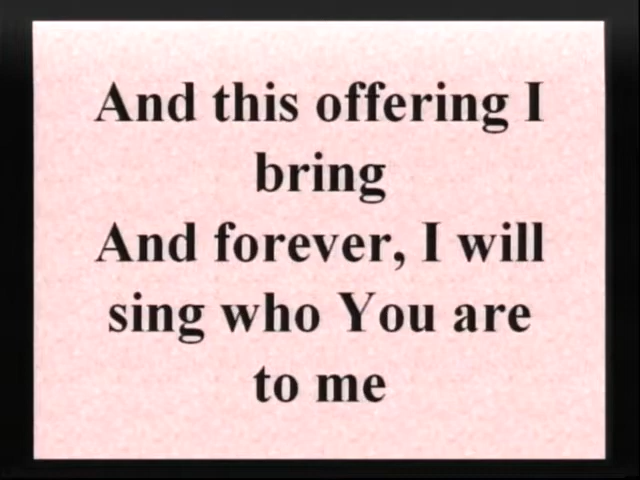 And this offering I
bring
And forever, I will
sing who You are
to me